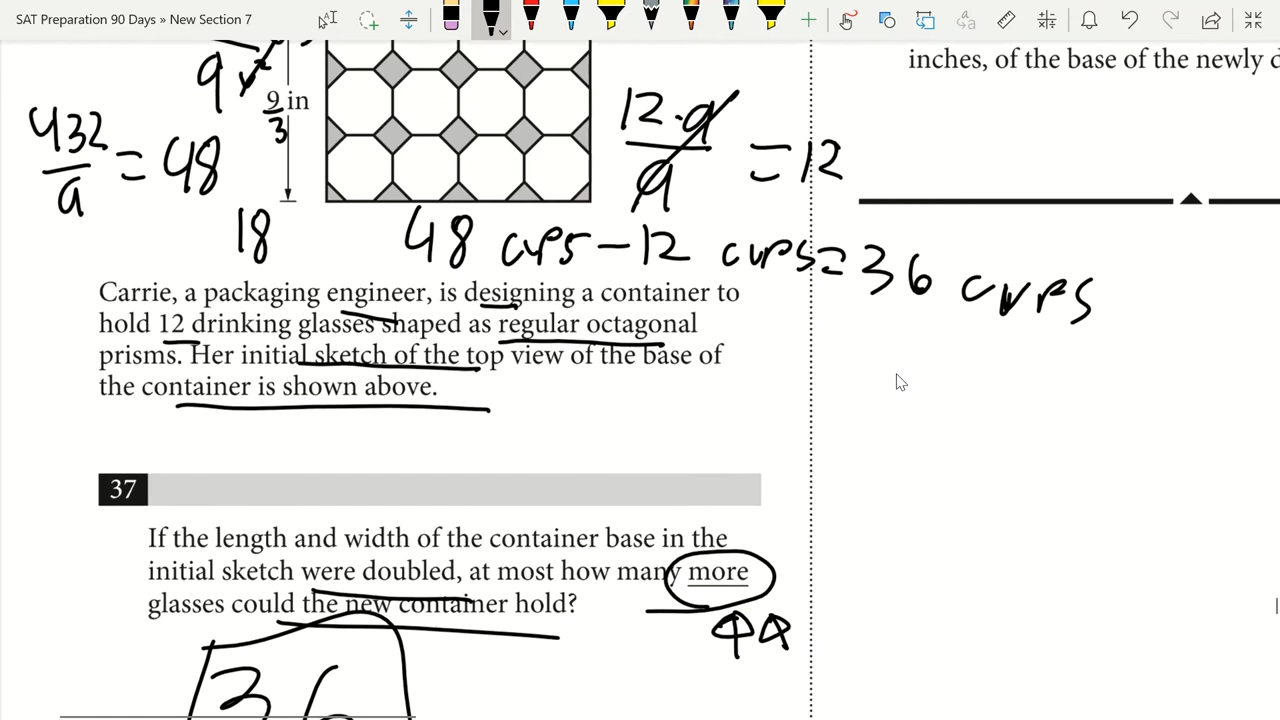 SAT Preparation 90 Days » New Section 7
inches, of the base of the newly d
9
9 in
3
432
a = 48
12 · 9
9 = 12
18
48 cups – 12 cups = 36 cups
Carrie, a packaging engineer, is designing a container to
hold 12 drinking glasses shaped as regular octagonal
prisms. Her initial sketch of the top view of the base of
the container is shown above.
37
If the length and width of the container base in the
initial sketch were doubled, at most how many more
glasses could the new container hold?
36